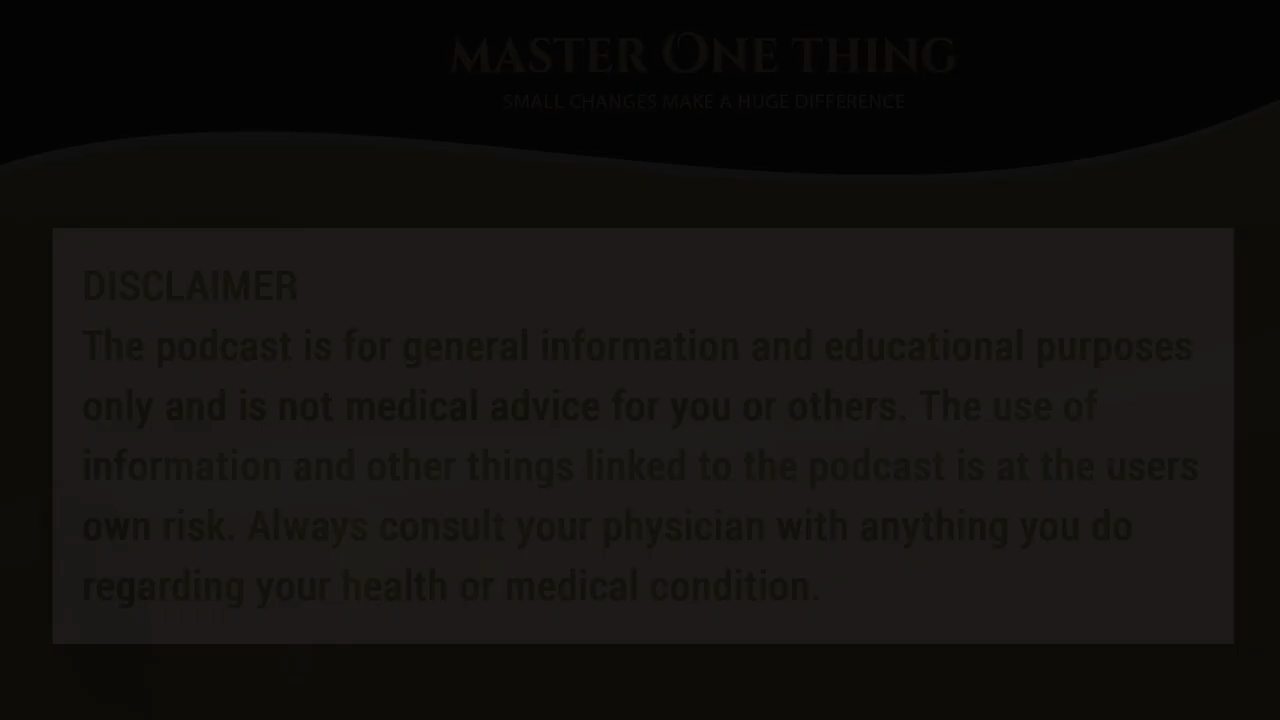 MASTER ONE THING
SMALL CHANGES MAKE A HUGE DIFFERENCE
DISCLAIMER
The podcast is for general information and educational purposes
only and is not medical advice for you or others. The use of
information and other things linked to the podcast is at the users
own risk. Always consult your physician with anything you do
regarding your health or medical condition.